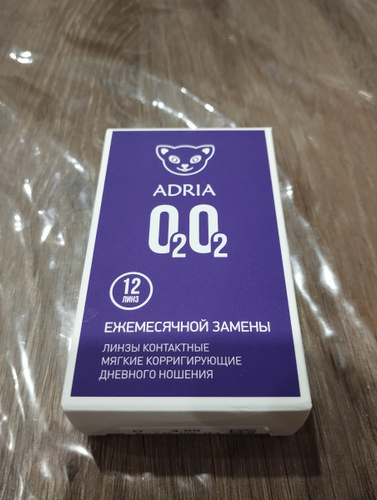 ADRIA
O₂O₂
12
ЛИНЗ
ЕЖЕМЕСЯЧНОЙ ЗАМЕНЫ
ЛИНЗЫ КОНТАКТНЫЕ
МЯГКИЕ КОРРИГИРУЮЩИЕ
ДНЕВНОГО НОШЕНИЯ